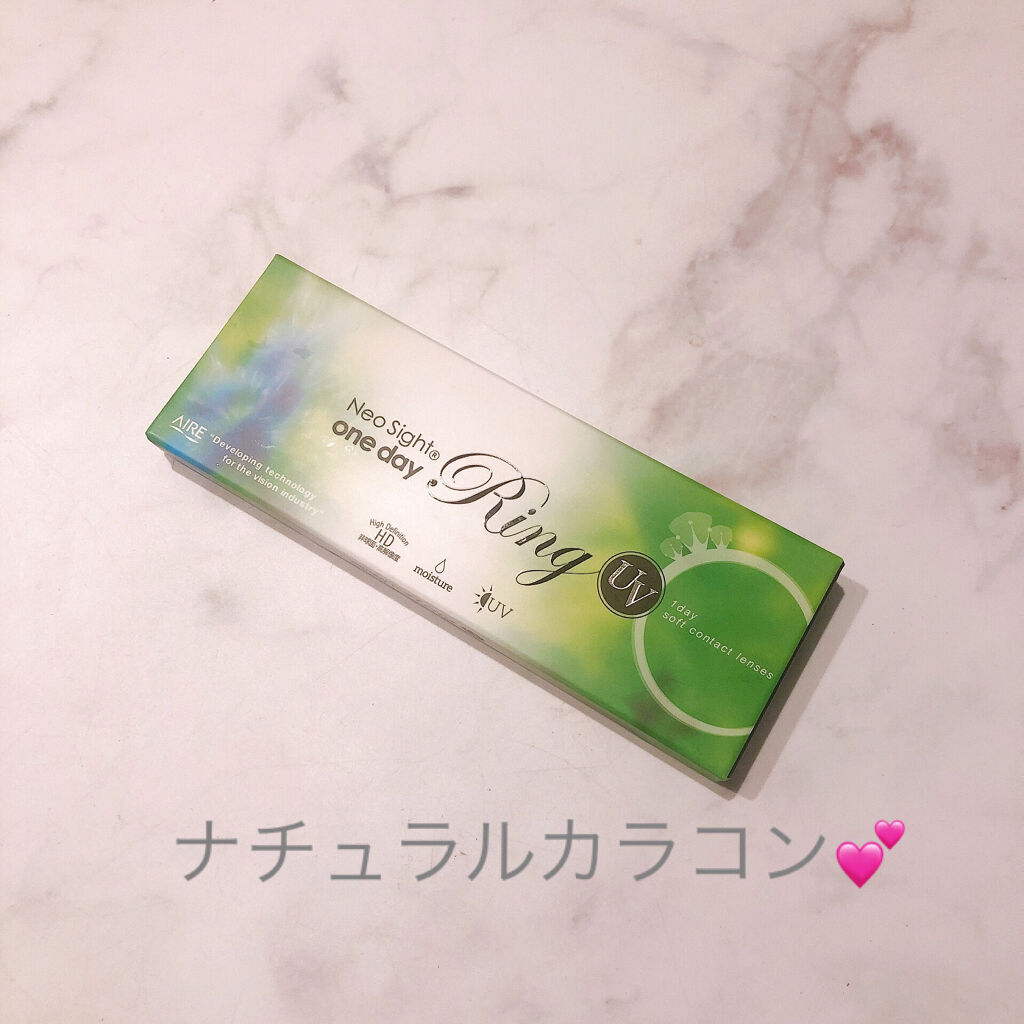 AIRE
"Developing technology
for the vision industry"
Neo Sight®
one day
Ring
UV
High Definition
HD
moisture
UV
1day
soft contact lenses
ナチュラルカラコン💕